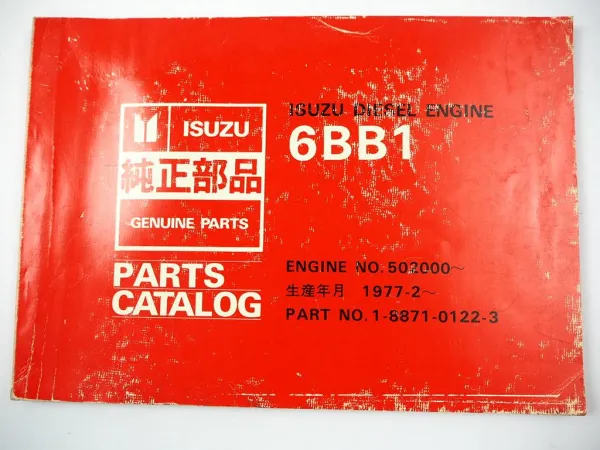 ISUZU
純正部品
GENUINE PARTS
PARTS
CATALOG
ISUZU DIESEL ENGINE
6BB1
ENGINE NO.502000~
生産年月 1977-2~
PART NO.1-8871-0122-3